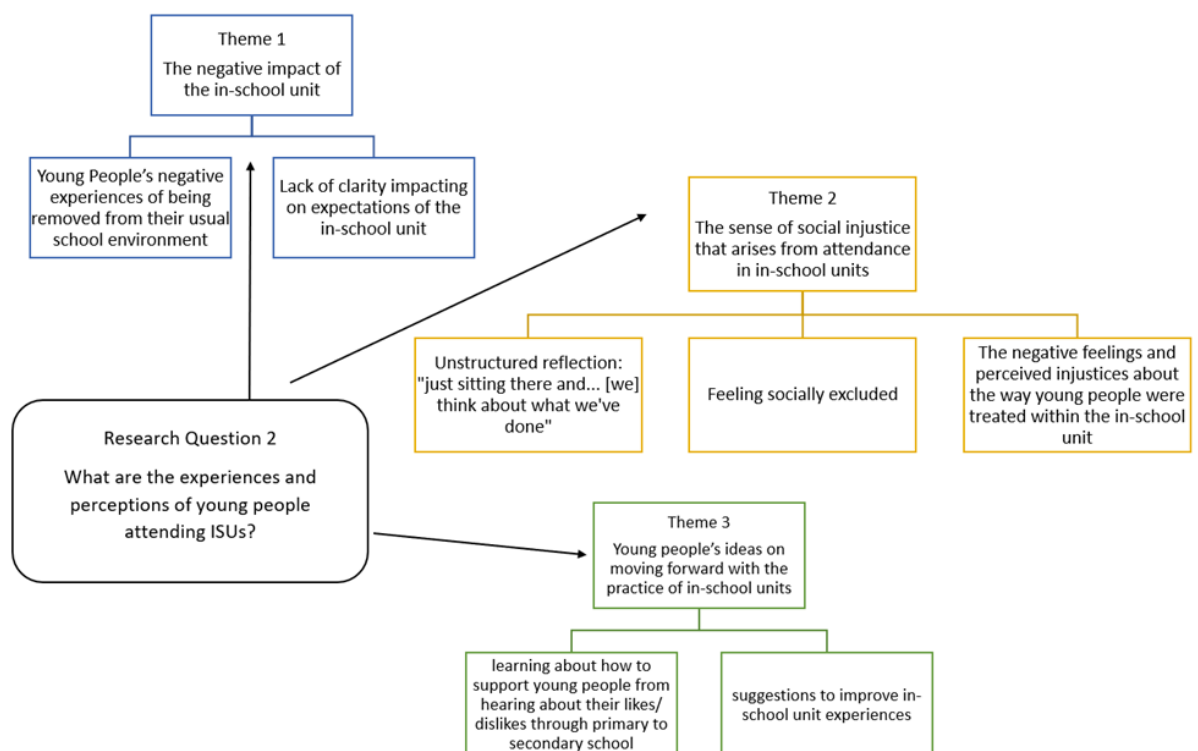 Theme 1
The negative impact of
the in-school unit
Young People’s negative
experiences of being
removed from their usual
school environment
Lack of clarity impacting
on expectations of the
in-school unit
Theme 2
The sense of social injustice
that arises from attendance
in in-school units
Unstructured reflection:
"just sitting there and... [we]
think about what we've
done"
Feeling socially excluded
The negative feelings and
perceived injustices about
the way young people were
treated within the in-school
unit
Research Question 2
What are the experiences and
perceptions of young people
attending ISUs?
Theme 3
Young people’s ideas on
moving forward with the
practice of in-school units
learning about how to
support young people from
hearing about their likes/
dislikes through primary to
secondary school
suggestions to improve in-
school unit experiences